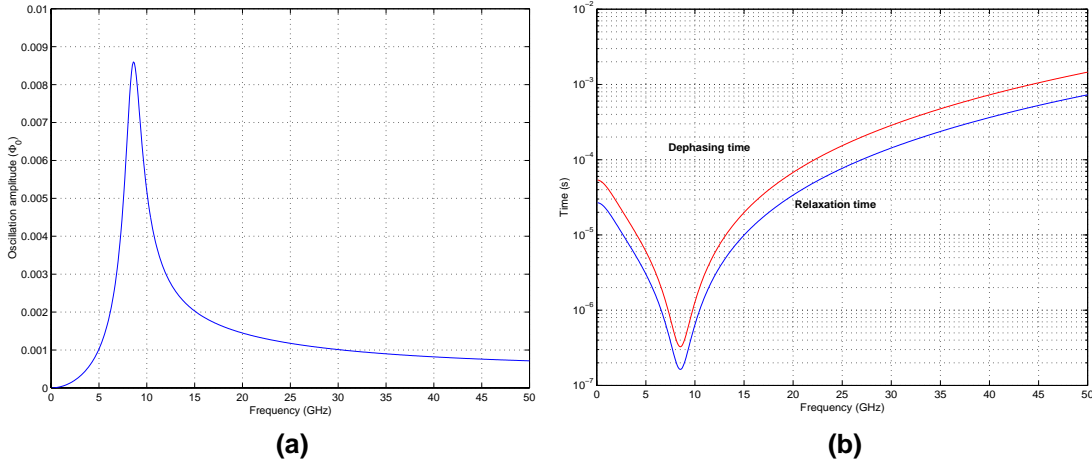 0.01
0.009
0.008
0.007
0.006
0.005
0.004
0.003
0.002
0.001
0
Oscillation amplitude (Φ0)
0 5 10 15 20 25 30 35 40 45 50
Frequency (GHz)
(a)
10−2
10−3
10−4
10−5
10−6
10−7
Time (s)
Dephasing time
Relaxation time
0 5 10 15 20 25 30 35 40 45 50
Frequency (GHz)
(b)